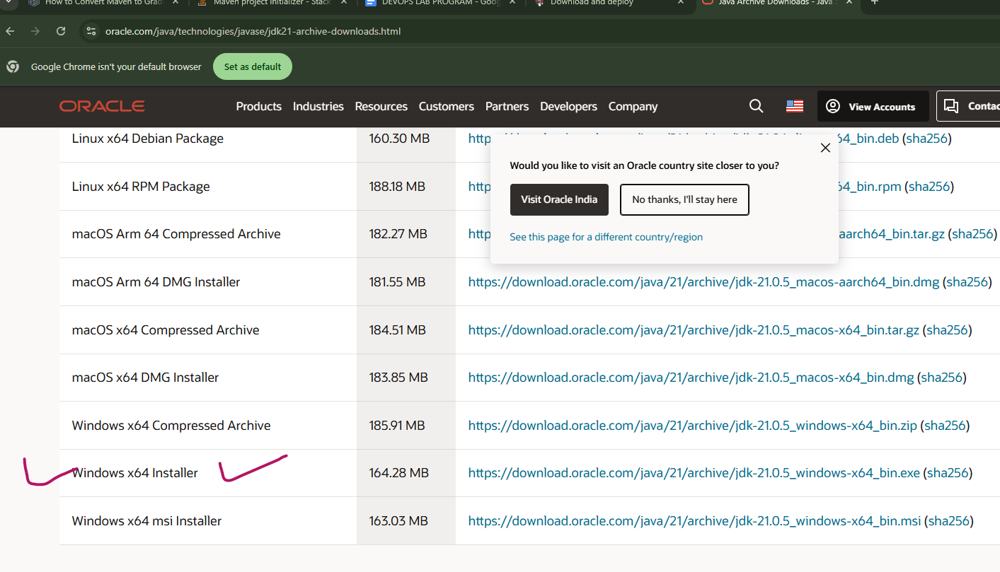 How to Convert Maven to Grad
Maven project Initializer - Stack
DEVOPS LAB PROGRAM - Goog
Download and deploy
Java Archive Downloads - Java S
oracle.com/java/technologies/javase/jdk21-archive-downloads.html
Google Chrome isn't your default browser Set as default
ORACLE Products Industries Resources Customers Partners Developers Company View Accounts Contac
Linux x64 Debian Package 160.30 MB http 64_bin.deb (sha256)
Would you like to visit an Oracle country site closer to you?
Linux x64 RPM Package 188.18 MB http 64_bin.rpm (sha256)
Visit Oracle India No thanks, I'll stay here
macOS Arm 64 Compressed Archive 182.27 MB http aarch64_bin.tar.gz (sha256)
See this page for a different country/region
macOS Arm 64 DMG Installer 181.55 MB https://download.oracle.com/java/21/archive/jdk-21.0.5_macos-aarch64_bin.dmg (sha256)
macOS x64 Compressed Archive 184.51 MB https://download.oracle.com/java/21/archive/jdk-21.0.5_macos-x64_bin.tar.gz (sha256)
macOS x64 DMG Installer 183.85 MB https://download.oracle.com/java/21/archive/jdk-21.0.5_macos-x64_bin.dmg (sha256)
Windows x64 Compressed Archive 185.91 MB https://download.oracle.com/java/21/archive/jdk-21.0.5_windows-x64_bin.zip (sha256)
Windows x64 Installer 164.28 MB https://download.oracle.com/java/21/archive/jdk-21.0.5_windows-x64_bin.exe (sha256)
Windows x64 msi Installer 163.03 MB https://download.oracle.com/java/21/archive/jdk-21.0.5_windows-x64_bin.msi (sha256)